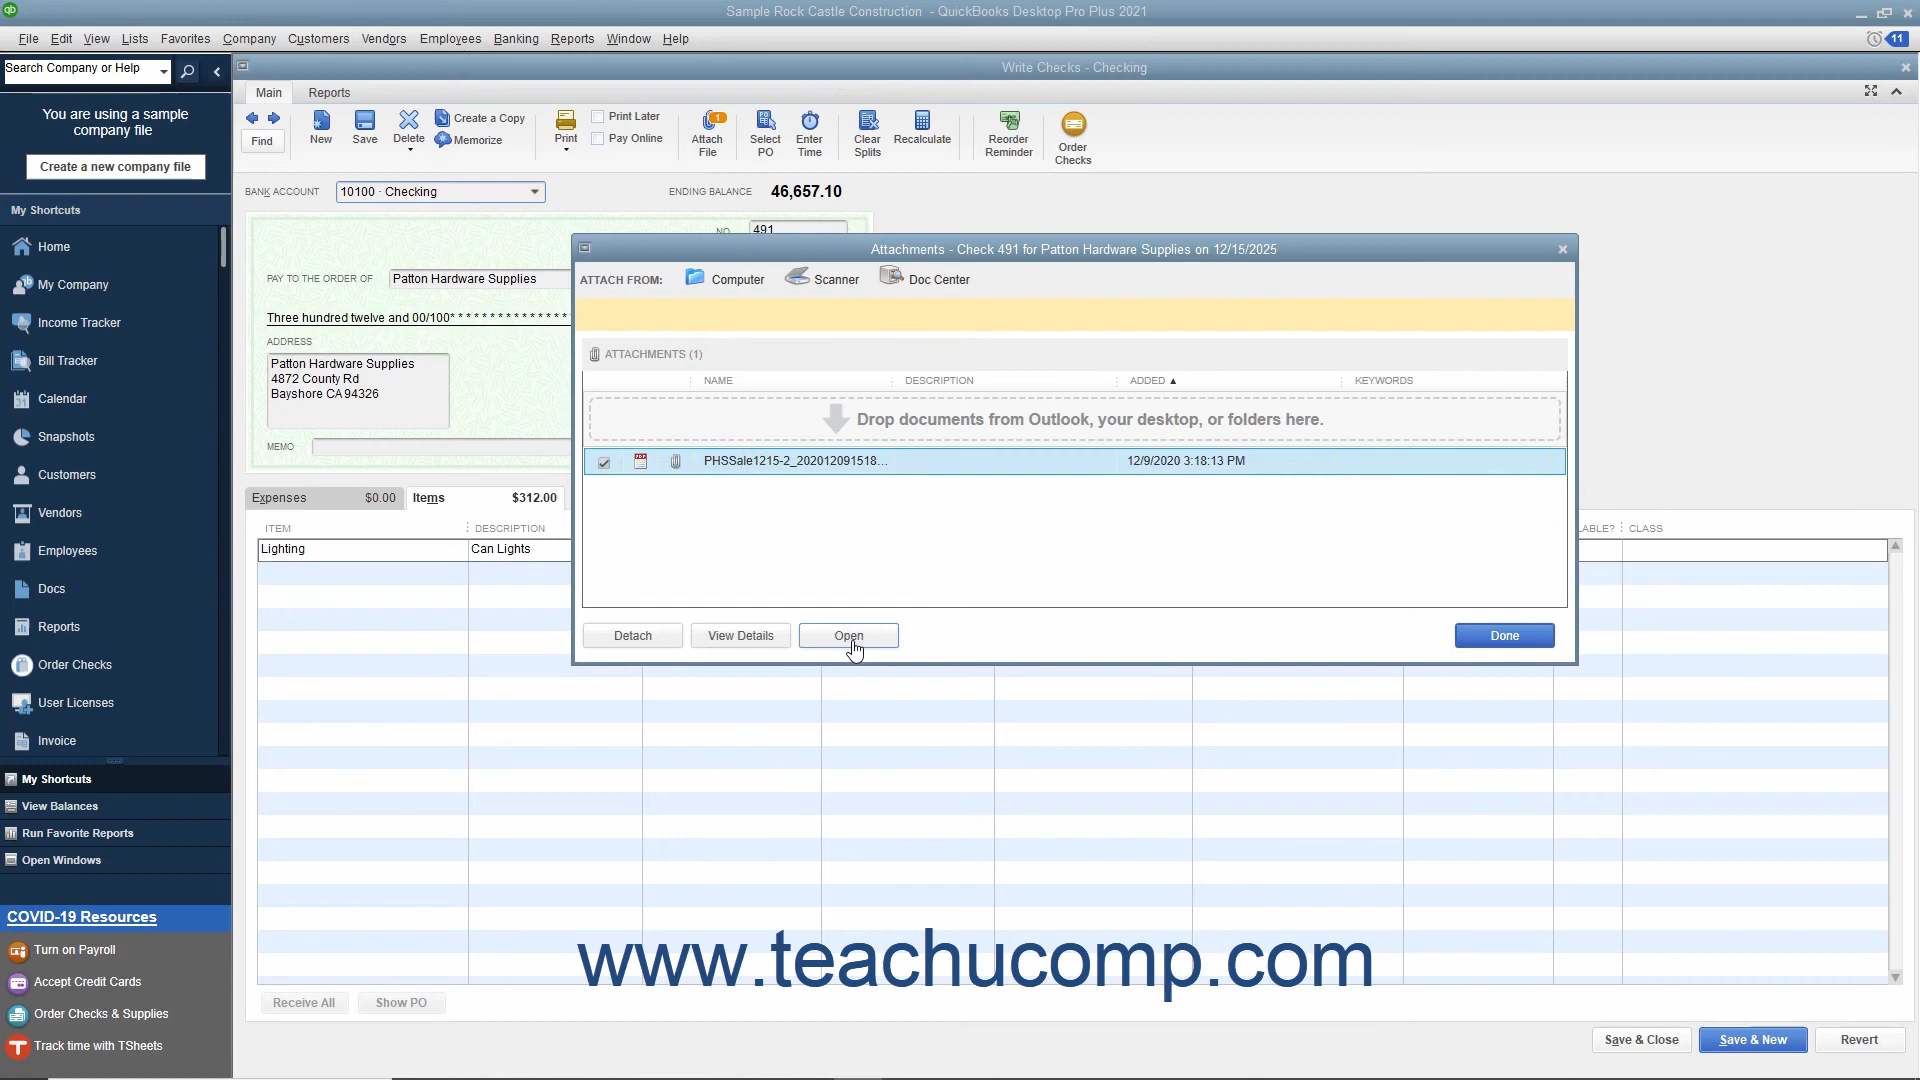 Sample Rock Castle Construction - QuickBooks Desktop Pro Plus 2021
File Edit View Lists Favorites Company Customers Vendors Employees Banking Reports Window Help
11
Search Company or Help
Write Checks - Checking
Main Reports
You are using a sample
company file
Create a new company file
Find
New
Save
Delete
Create a Copy
Memorize
Print
Print Later
Pay Online
Attach
File
1
Select
PO
Enter
Time
Clear
Splits
Recalculate
Reorder
Reminder
Order
Checks
BANK ACCOUNT 10100 · Checking
ENDING BALANCE 46,657.10
NO. 491
PAY TO THE ORDER OF Patton Hardware Supplies
Three hundred twelve and 00/100* * * * * * * * * * * * * * *
ADDRESS
Patton Hardware Supplies
4872 County Rd
Bayshore CA 94326
MEMO
Expenses $0.00 Items $312.00
ITEM DESCRIPTION LABLE? CLASS
Lighting Can Lights
Receive All Show PO
Save & Close Save & New Revert
My Shortcuts
Home
My Company
Income Tracker
Bill Tracker
Calendar
Snapshots
Customers
Vendors
Employees
Docs
Reports
Order Checks
User Licenses
Invoice
My Shortcuts
View Balances
Run Favorite Reports
Open Windows
COVID-19 Resources
Turn on Payroll
Accept Credit Cards
Order Checks & Supplies
Track time with TSheets
Attachments - Check 491 for Patton Hardware Supplies on 12/15/2025
ATTACH FROM: Computer Scanner Doc Center
ATTACHMENTS (1)
NAME DESCRIPTION ADDED ▲ KEYWORDS
Drop documents from Outlook, your desktop, or folders here.
PHSSale1215-2_202012091518... 12/9/2020 3:18:13 PM
Detach View Details Open Done
www.teachucomp.com